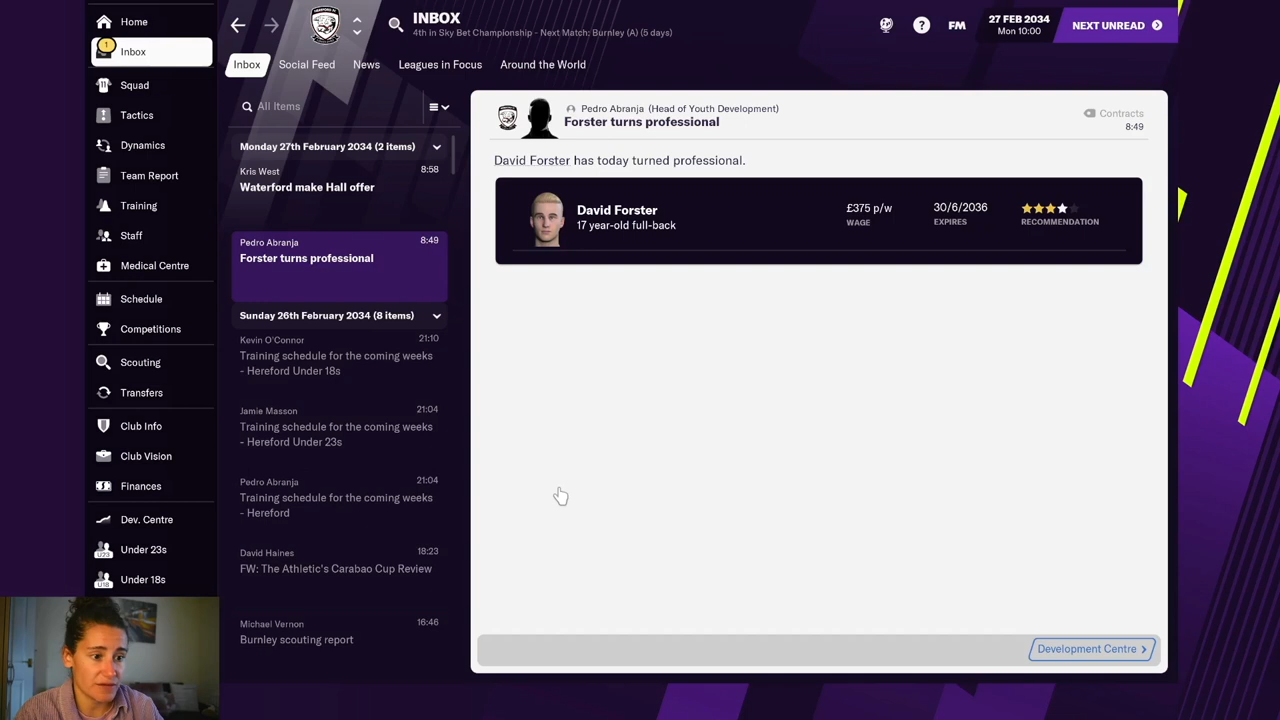 Home
1
Inbox
11
Squad
Tactics
Dynamics
Team Report
Training
Staff
Medical Centre
Schedule
Competitions
Scouting
Transfers
Club Info
Club Vision
Finances
Dev. Centre
U23
Under 23s
U18
Under 18s
INBOX
4th in Sky Bet Championship - Next Match: Burnley (A) (5 days)
FM
27 FEB 2034
Mon 10:00
NEXT UNREAD
Inbox
Social Feed
News
Leagues in Focus
Around the World
All Items
Monday 27th February 2034 (2 items)
Kris West
8:58
Waterford make Hall offer
Pedro Abranja
8:49
Forster turns professional
Sunday 26th February 2034 (8 items)
Kevin O'Connor
21:10
Training schedule for the coming weeks
- Hereford Under 18s
Jamie Masson
21:04
Training schedule for the coming weeks
- Hereford Under 23s
Pedro Abranja
21:04
Training schedule for the coming weeks
- Hereford
David Haines
18:23
FW: The Athletic's Carabao Cup Review
Michael Vernon
16:46
Burnley scouting report
Pedro Abranja (Head of Youth Development)
Forster turns professional
Contracts
8:49
David Forster has today turned professional.
David Forster
17 year-old full-back
£375 p/w
WAGE
30/6/2036
EXPIRES
RECOMMENDATION
Development Centre